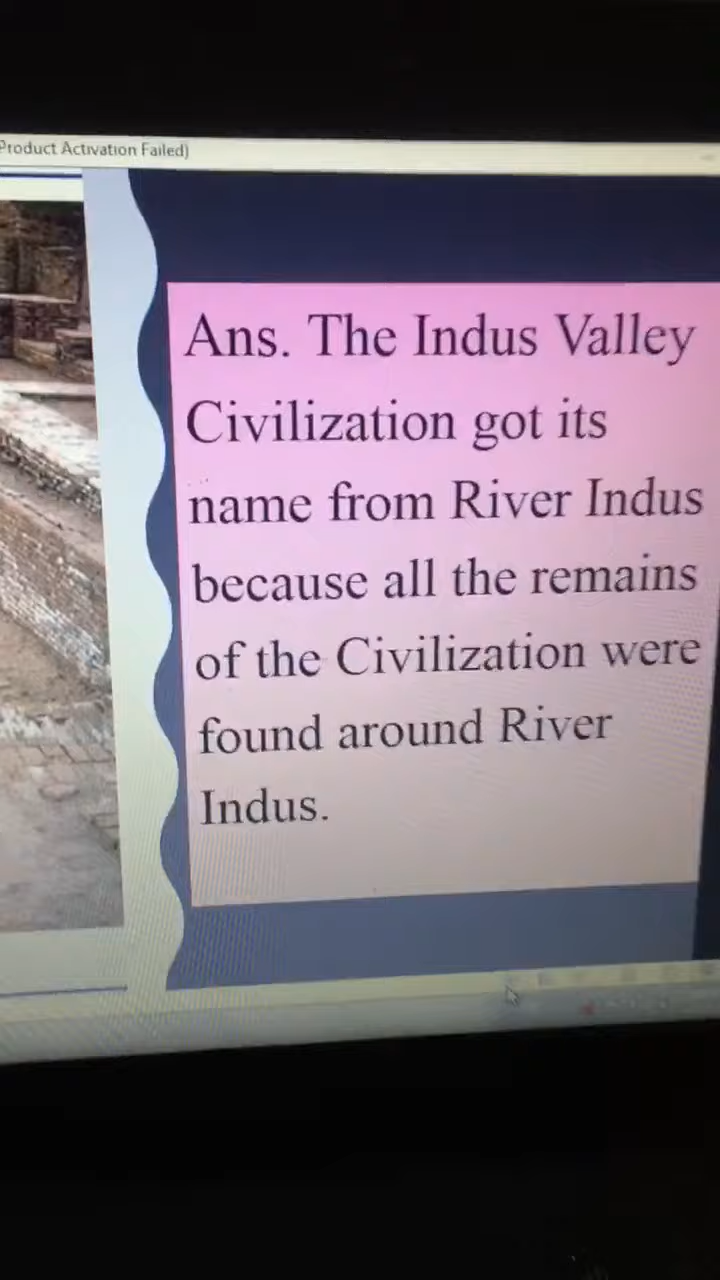 Product Activation Failed)
Ans. The Indus Valley
Civilization got its
name from River Indus
because all the remains
of the Civilization were
found around River
Indus.